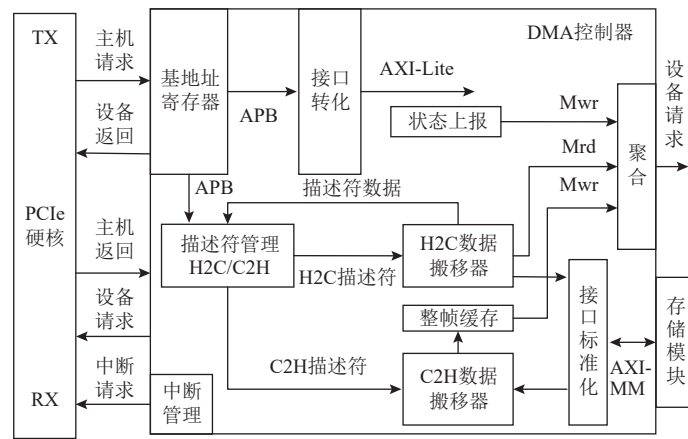 TX
PCIe
硬核
RX
主机
请求
设备
返回
主机
返回
设备
请求
中断
请求
DMA控制器
基地址
寄存器
APB
接口
转化
AXI-Lite
状态上报
Mwr
Mrd
Mwr
聚
合
设
备
请
求
APB
描述符数据
描述符管理
H2C/C2H
H2C描述符
H2C数据
搬移器
整帧缓存
C2H描述符
C2H数据
搬移器
接
口
标
准
化
AXI-
MM
存
储
模
块
中断
管理